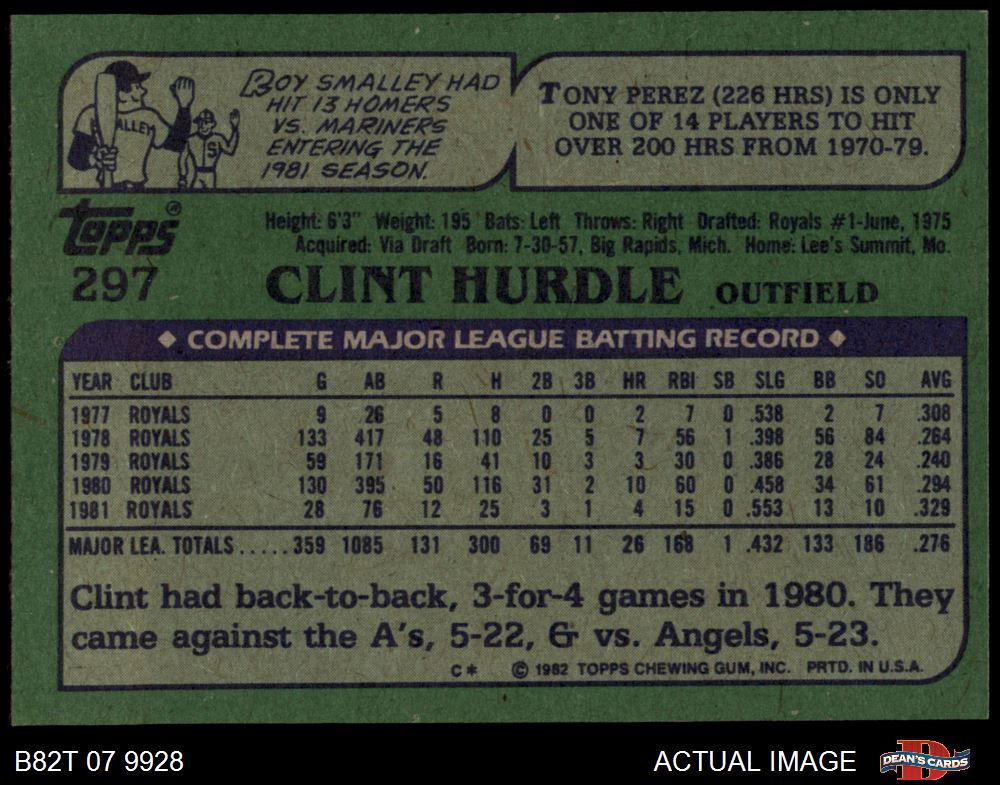 ROY SMALLEY HAD
HIT 13 HOMERS
VS. MARINERS
ENTERING THE
1981 SEASON.
ALLEY
S
TONY PEREZ (226 HRS) IS ONLY
ONE OF 14 PLAYERS TO HIT
OVER 200 HRS FROM 1970-79.
Topps®
297
Height: 6'3" Weight: 195 Bats: Left Throws: Right Drafted: Royals #1-June, 1975
Acquired: Via Draft Born: 7-30-57, Big Rapids, Mich. Home: Lee's Summit, Mo.
CLINT HURDLE OUTFIELD
◆ COMPLETE MAJOR LEAGUE BATTING RECORD ◆
YEAR CLUB G AB R H 2B 3B HR RBI SB SLG BB SO AVG
1977 ROYALS 9 26 5 8 0 0 2 7 0 .538 2 7 .308
1978 ROYALS 133 417 48 110 25 5 7 56 1 .398 56 84 .264
1979 ROYALS 59 171 16 41 10 3 3 30 0 .386 28 24 .240
1980 ROYALS 130 395 50 116 31 2 10 60 0 .458 34 61 .294
1981 ROYALS 28 76 12 25 3 1 4 15 0 .553 13 10 .329
MAJOR LEA. TOTALS.....359 1085 131 300 69 11 26 168 1 .432 133 186 .276
Clint had back-to-back, 3-for-4 games in 1980. They
came against the A's, 5-22, & vs. Angels, 5-23.
C* © 1982 TOPPS CHEWING GUM, INC. PRTD. IN U.S.A.
B82T 07 9928
ACTUAL IMAGE
D
DEAN'S CARDS